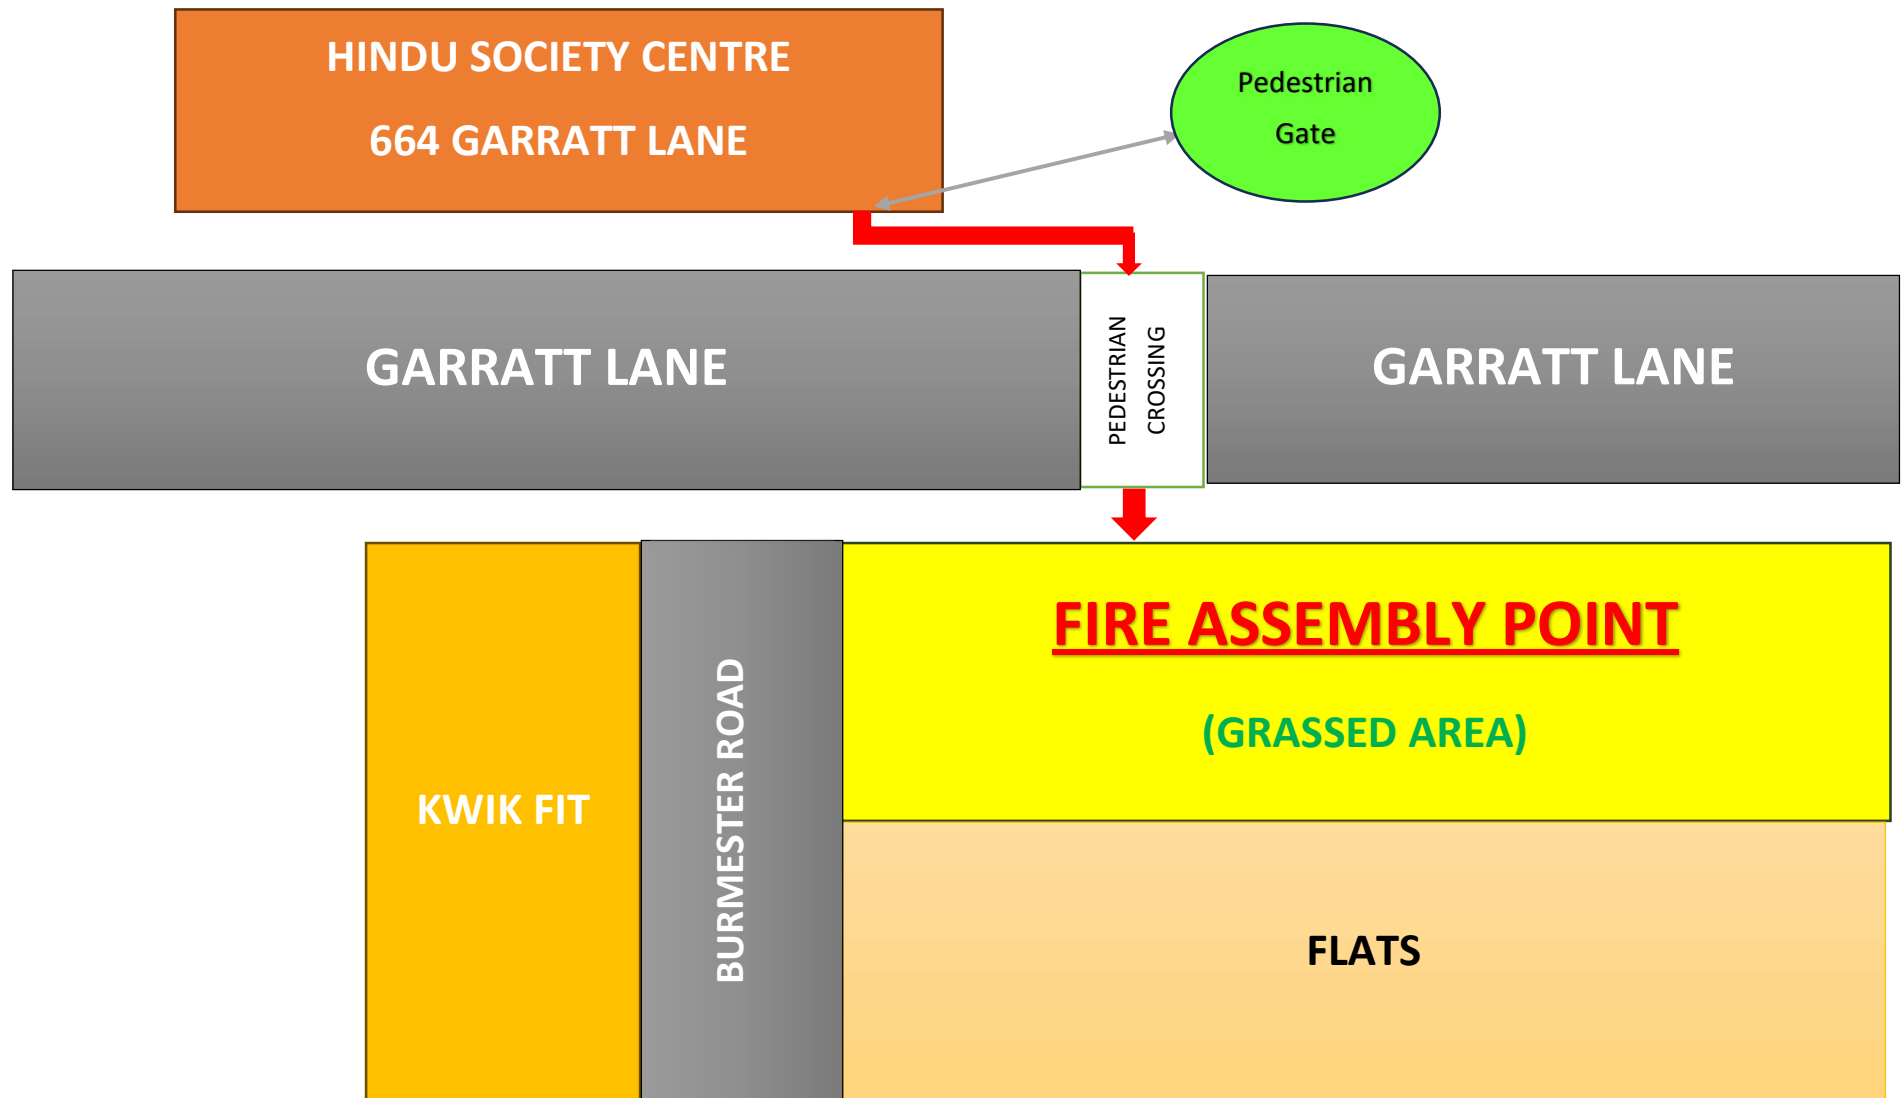 HINDU SOCIETY CENTRE
664 GARRATT LANE
Pedestrian
Gate
GARRATT LANE
PEDESTRIAN
CROSSING
GARRATT LANE
FIRE ASSEMBLY POINT
(GRASSED AREA)
KWIK FIT
BURMESTER ROAD
FLATS